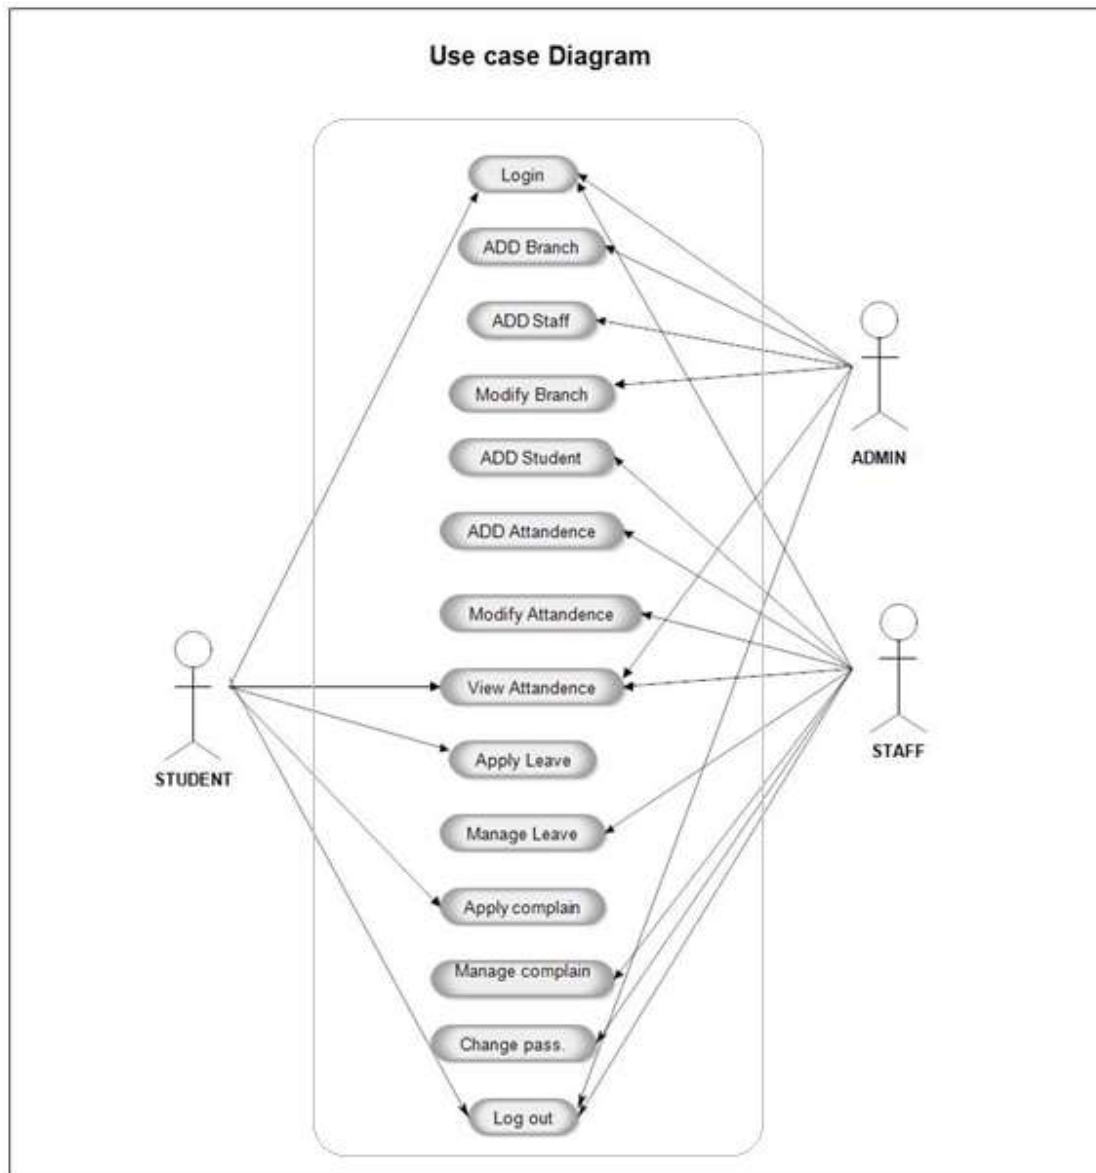 Use case Diagram
Login
ADD Branch
ADD Staff
Modify Branch
ADMIN
ADD Student
ADD Attandence
Modify Attandence
View Attandence
STAFF
STUDENT
Apply Leave
Manage Leave
Apply complain
Manage complain
Change pass.
Log out